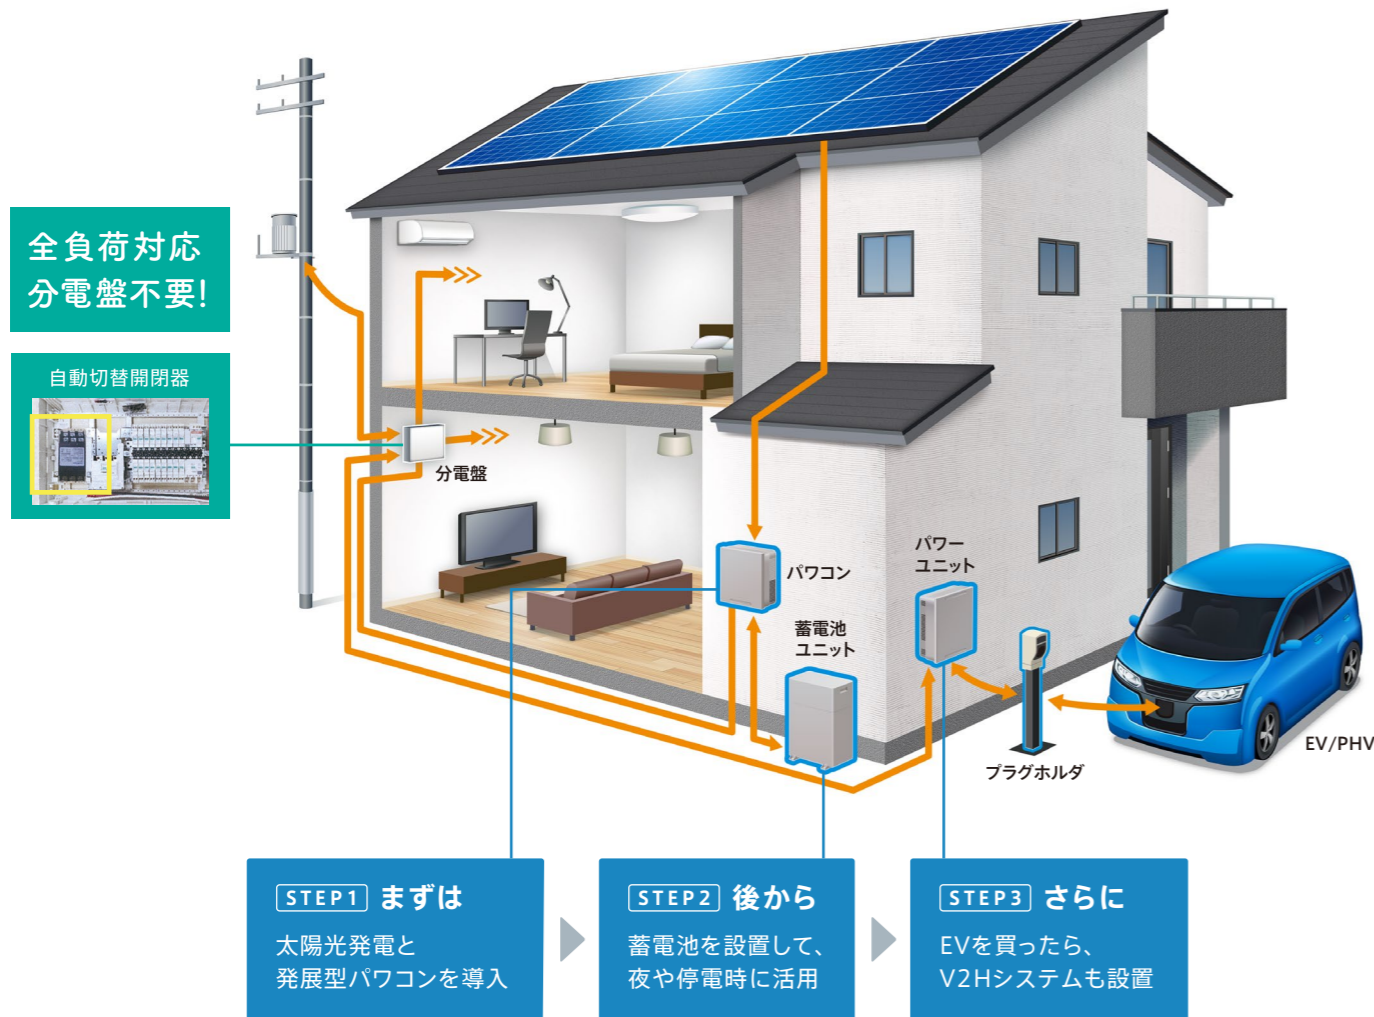 全負荷対応
分電盤不要!
自動切替開閉器
分電盤
パワコン
蓄電池
ユニット
パワー
ユニット
プラグホルダ
EV/PHV
STEP1 まずは
太陽光発電と
発展型パワコンを導入
STEP2 後から
蓄電池を設置して、
夜や停電時に活用
STEP3 さらに
EVを買ったら、
V2Hシステムも設置